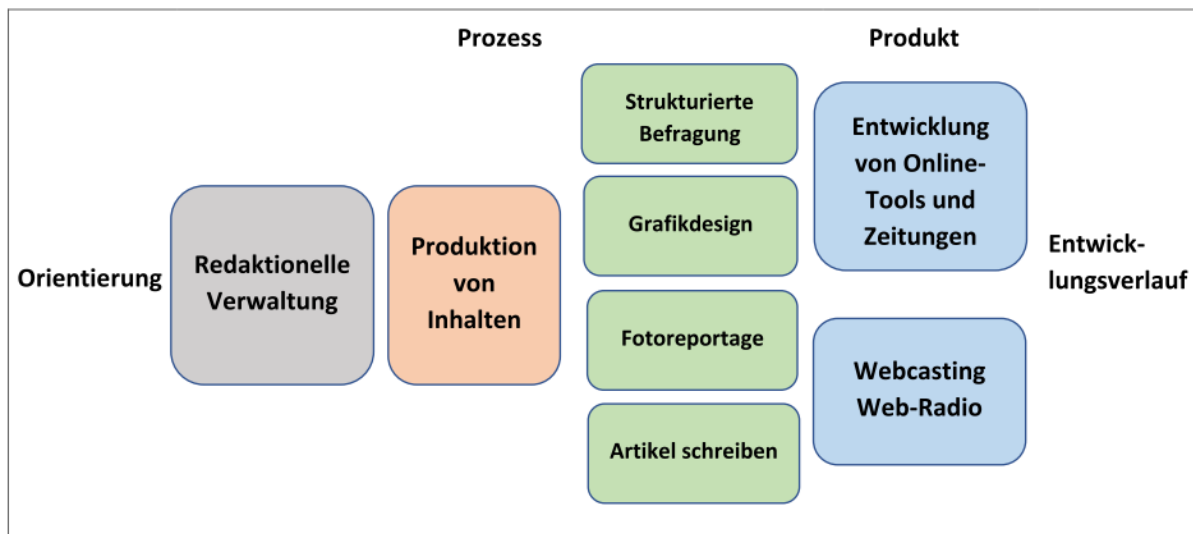 Prozess
Produkt
Orientierung
Redaktionelle
Verwaltung
Produktion
von
Inhalten
Strukturierte
Befragung
Grafikdesign
Fotoreportage
Artikel schreiben
Entwicklung
von Online-
Tools und
Zeitungen
Webcasting
Web-Radio
Entwick-
lungsverlauf